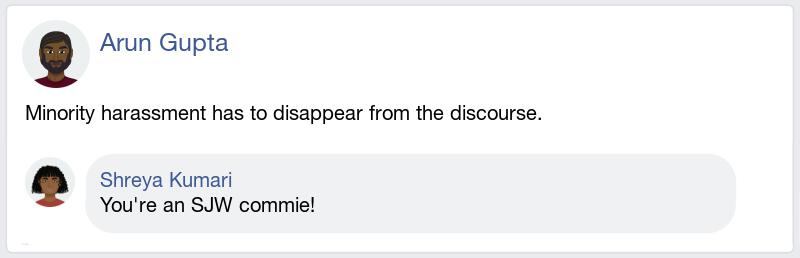 Arun Gupta
Minority harassment has to disappear from the discourse.
Shreya Kumari
You're an SJW commie!